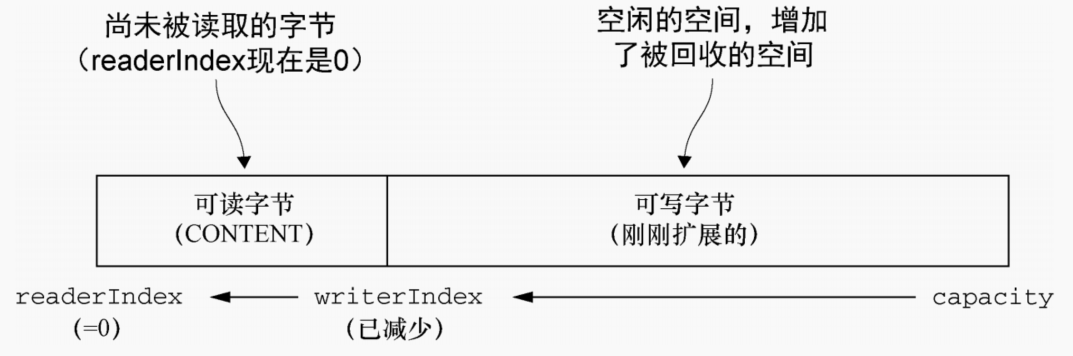 尚未被读取的字节
（readerIndex现在是0）
空闲的空间，增加
了被回收的空间
可读字节
（CONTENT）
可写字节
（刚刚扩展的）
readerIndex
（=0）
writerIndex
（已减少）
capacity